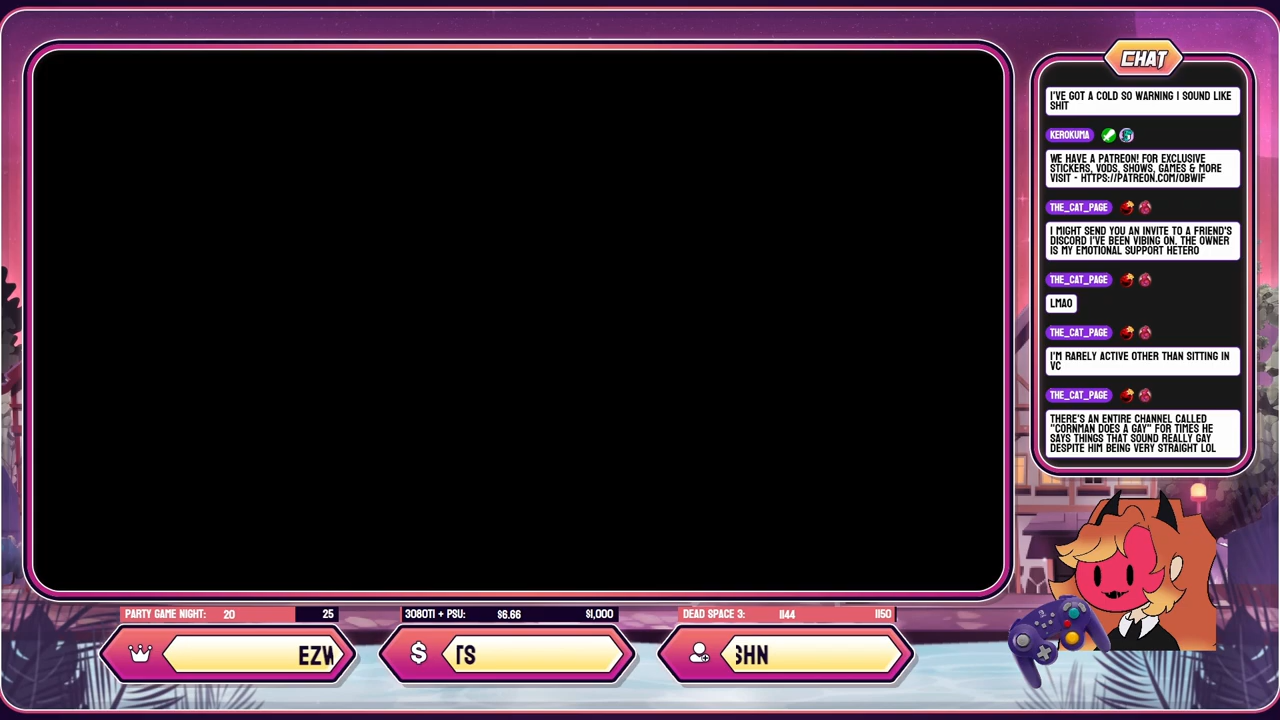 CHAT
I'VE GOT A COLD SO WARNING I SOUND LIKE
SHIT
KEROKUMA
WE HAVE A PATREON! FOR EXCLUSIVE
STICKERS, VODS, SHOWS, GAMES & MORE
VISIT - HTTPS://PATREON.COM/OBWIF
THE_CAT_PAGE
I MIGHT SEND YOU AN INVITE TO A FRIEND'S
DISCORD I'VE BEEN VIBING ON. THE OWNER
IS MY EMOTIONAL SUPPORT HETERO
THE_CAT_PAGE
LMAO
THE_CAT_PAGE
I'M RARELY ACTIVE OTHER THAN SITTING IN
VC
THE_CAT_PAGE
THERE'S AN ENTIRE CHANNEL CALLED
"CORNMAN DOES A GAY" FOR TIMES HE
SAYS THINGS THAT SOUND REALLY GAY
DESPITE HIM BEING VERY STRAIGHT LOL
PARTY GAME NIGHT: 20 25
3080TI + PSU: $6.66 $1,000
DEAD SPACE 3: 1144 1150
EZW
$ TS
SHN